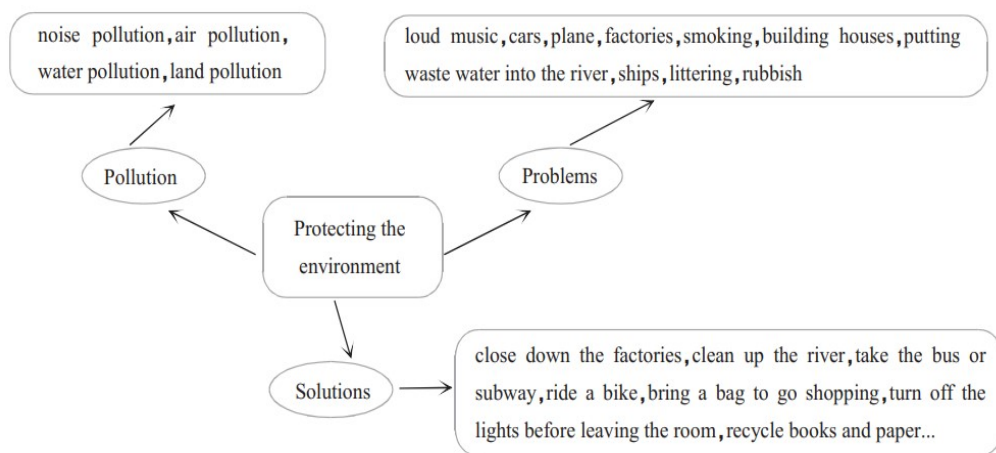 noise pollution,air pollution,
water pollution,land pollution
loud music,cars,plane,factories,smoking,building houses,putting
waste water into the river,ships,littering,rubbish
Pollution
Problems
Protecting the
environment
Solutions
close down the factories,clean up the river,take the bus or
subway,ride a bike,bring a bag to go shopping,turn off the
lights before leaving the room,recycle books and paper...